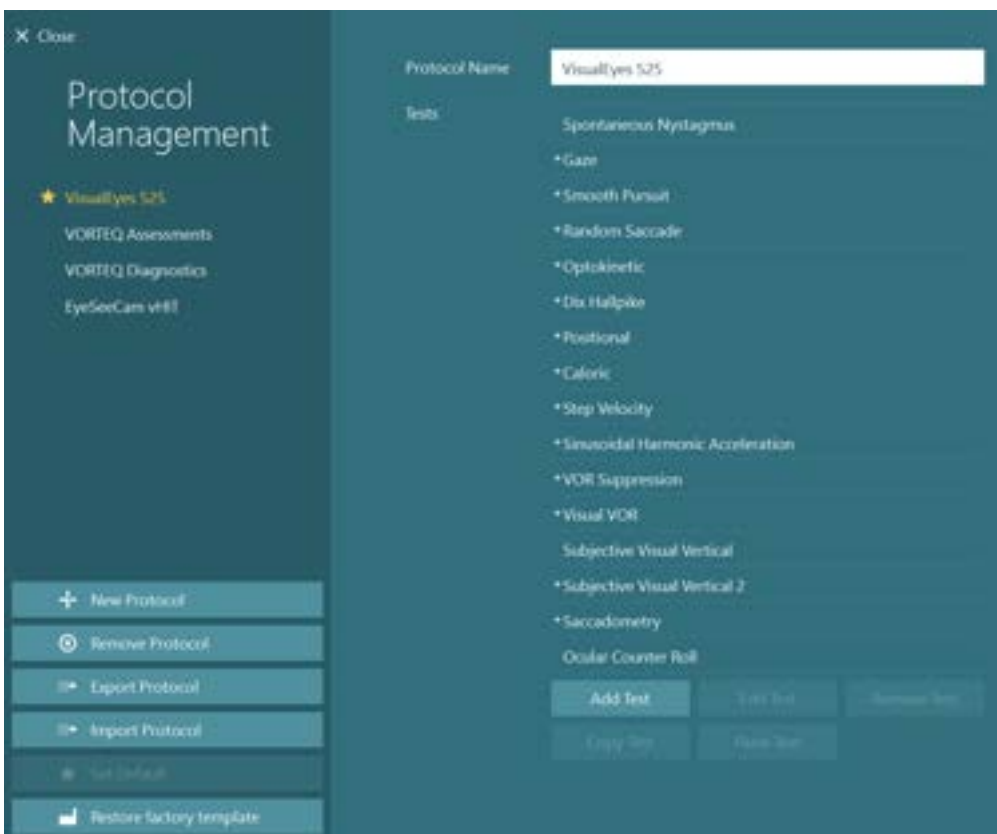 Close
Protocol
Management
VisualEyes 525
VORTEQ Assessments
VORTEQ Diagnostics
EyeSeeCam vHIT
New Protocol
Remove Protocol
Export Protocol
Import Protocol
Set Default
Restore factory template
Protocol Name
VisualEyes 525
Tests
Spontaneous Nystagmus
*Gaze
*Smooth Pursuit
*Random Saccade
*Optokinetic
*Dix Hallpike
*Positional
*Caloric
*Step Velocity
*Sinusoidal Harmonic Acceleration
*VOR Suppression
*Visual VOR
Subjective Visual Vertical
*Subjective Visual Vertical 2
*Saccadometry
Ocular Counter Roll
Add Test
Edit Test
Remove Test
Copy Test